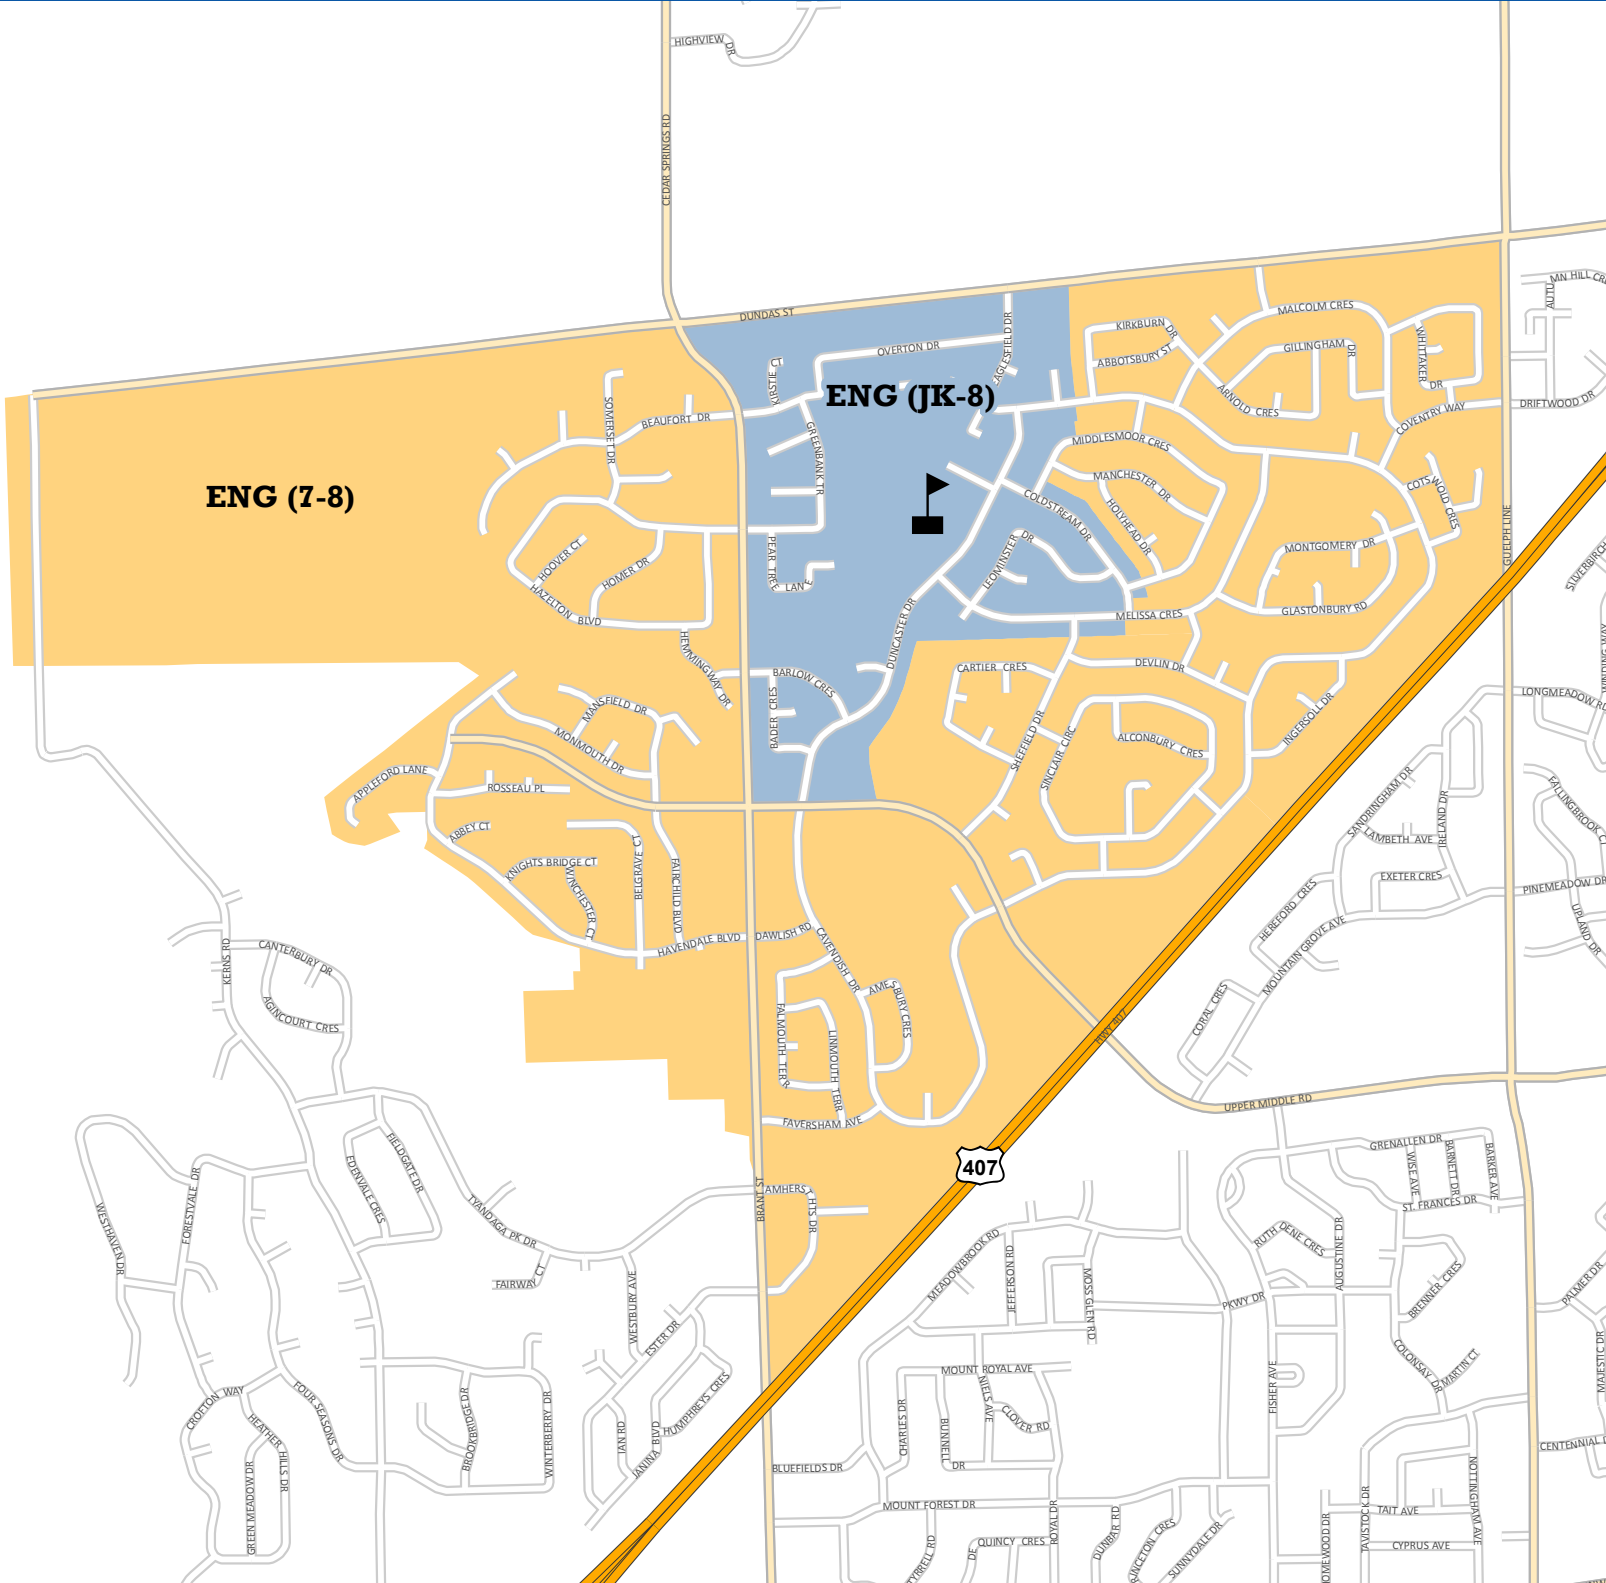 HIGHVIEW DR
CEDAR SPRINGS RD
DUNDAS ST
MALCOLM CRES
KIRKBURN DR
ABBOTSBURY ST
GILLINGHAM DR
WHITTAKER DR
ARNOLD CRES
COVENTRY WAY
DRIFTWOOD DR
OVERTON DR
KIRSTIE CT
ENG (JK-8)
SOMERSET DR
BEAUFORT DR
GREENBANK TR
MIDDLESMOOR CRES
MANCHESTER DR
HOLYHEAD DR
COTSWOLD CRES
ENG (7-8)
COLDSTREAM DR
LEOMINSTER DR
MONTGOMERY DR
GLASTONBURY RD
GUELPH LINE
HOOVER CT
HOMER DR
HAZELTON BLVD
PEAR TREE LANE
DUNCASTER DR
MELISSA CRES
HEMMINGWAY DR
BARLOW CRES
BADER CRES
CARTIER CRES
DEVLIN DR
SHEFFIELD DR
SINCLAIR CIRC
ALCONBURY CRES
INGERSOLL DR
LONGMEADOW RD
MANSFIELD DR
MONMOUTH DR
APPLEFORD LANE
ROSSEAU PL
ABBEY CT
KNIGHTS BRIDGE CT
WINCHESTER CT
BELGRAVE CT
FAIRCHILD BLVD
HAVENDALE BLVD
DAWLISH RD
CAVENDISH DR
AMESBURY CRES
FALMOUTH TERR
LINMOUTH TERR
FAVERSHAM AVE
SANDRINGHAM DR
LAMBETH AVE
IRELAND DR
EXETER CRES
PINEMEADOW DR
UPLAND DR
HEREFORD CRES
MOUNTAIN GROVE AVE
CORAL CRES
HWY 407
UPPER MIDDLE RD
407
KERNS RD
CANTERBURY DR
AGINCOURT CRES
FIELDGATE DR
EDENVALE CRES
FORESTVALE DR
WESTHAVEN DR
TYANDAGA PK DR
FAIRWAY CT
WESTBURY AVE
ESTER DR
BRANT ST
AMHERST HTS DR
HUMPHREYS CRES
IAN RD
JANINA BLVD
CROFTON WAY
HEATHER HILLS DR
FOUR SEASONS DR
GREEN MEADOW DR
BROOKBRIDGE DR
WINTERBERRY DR
MEADOWBROOK RD
JEFFERSON RD
MOSS GLEN RD
PKWY DR
MOUNT ROYAL AVE
NIELS AVE
CLOVER RD
CHARLES DR
BUNNELL DR
BLUEFIELDS DR
MOUNT FOREST DR
QUINCY CRES
ROYAL DR
DUNBAR RD
SUNNYDALE DR
FISHER AVE
GRENALLEN DR
WISE AVE
BARNETT DR
BARKER AVE
ST. FRANCES DR
RUTH DENE CRES
AUGUSTINE DR
BRENNER CRES
COLONSAY DR
MARTIN CT
PALMER DR
MAJESTIC DR
CENTENNIAL
TAVISTOCK DR
TAIT AVE
CYPRUS AVE
NOTTINGHAM AVE